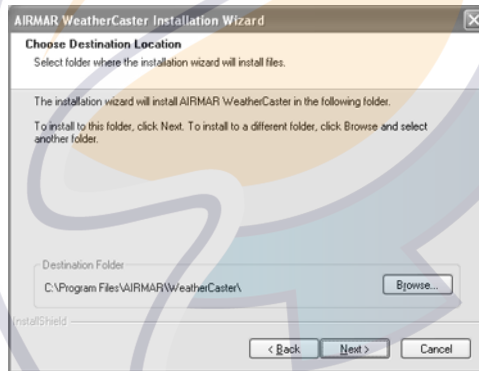 AIRMAR WeatherCaster Installation Wizard
Choose Destination Location
Select folder where the installation wizard will install files.
The installation wizard will install AIRMAR WeatherCaster in the following folder.
To install to this folder, click Next. To install to a different folder, click Browse and select
another folder.
Destination Folder
C:\Program Files\AIRMAR\WeatherCaster\
Browse...
InstallShield
< Back
Next >
Cancel